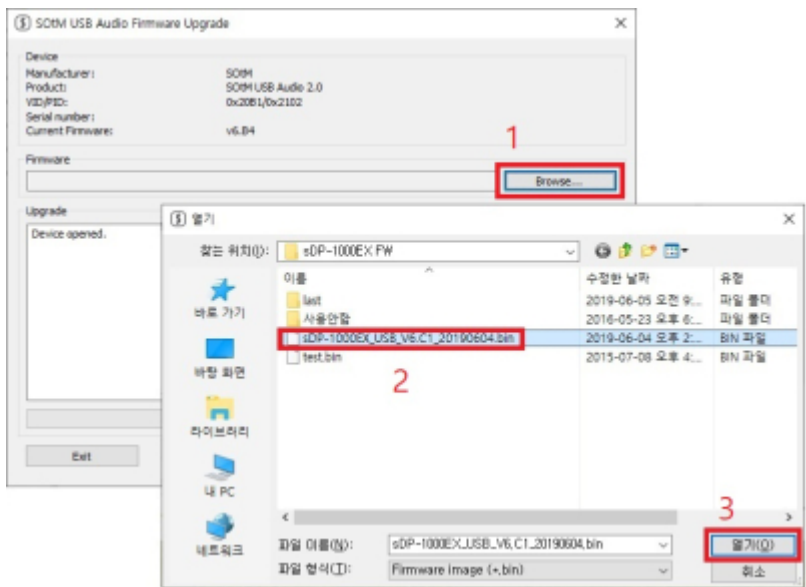 SOtM USB Audio Firmware Upgrade
Device
Manufacturer: SOtM
Product: SOtM USB Audio 2.0
VID/PID: 0x20B1/0x2102
Serial number:
Current Firmware: v6.B4
1
Firmware
Browse...
Upgrade
Device opened.
Exit
열기
찾는 위치(I): sDP-1000EX FW
이름 수정한 날짜 유형
last 2019-06-05 오전 9:... 파일 폴더
사용안함 2016-05-23 오후 6:... 파일 폴더
sDP-1000EX_USB_V6.C1_20190604.bin 2019-06-04 오후 2:... BIN 파일
test.bin 2015-07-08 오후 4:... BIN 파일
2
바로 가기
바탕 화면
라이브러리
내 PC
네트워크
3
파일 이름(N): sDP-1000EX_USB_V6.C1_20190604.bin 열기(O)
파일 형식(T): Firmware image (*.bin) 취소